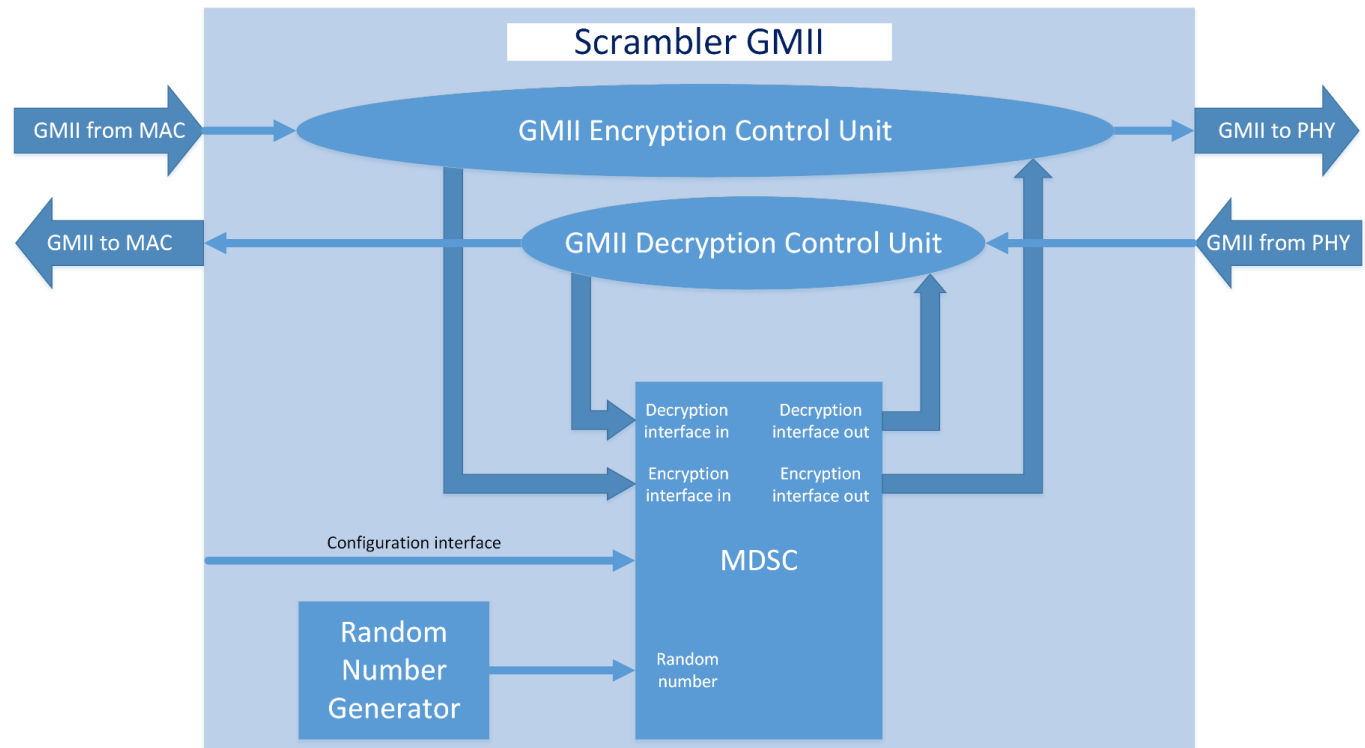 Scrambler GMII
GMII from MAC
GMII Encryption Control Unit
GMII to PHY
GMII to MAC
GMII Decryption Control Unit
GMII from PHY
Decryption
interface in
Decryption
interface out
Encryption
interface in
Encryption
interface out
Configuration interface
MDSC
Random
Number
Generator
Random
number